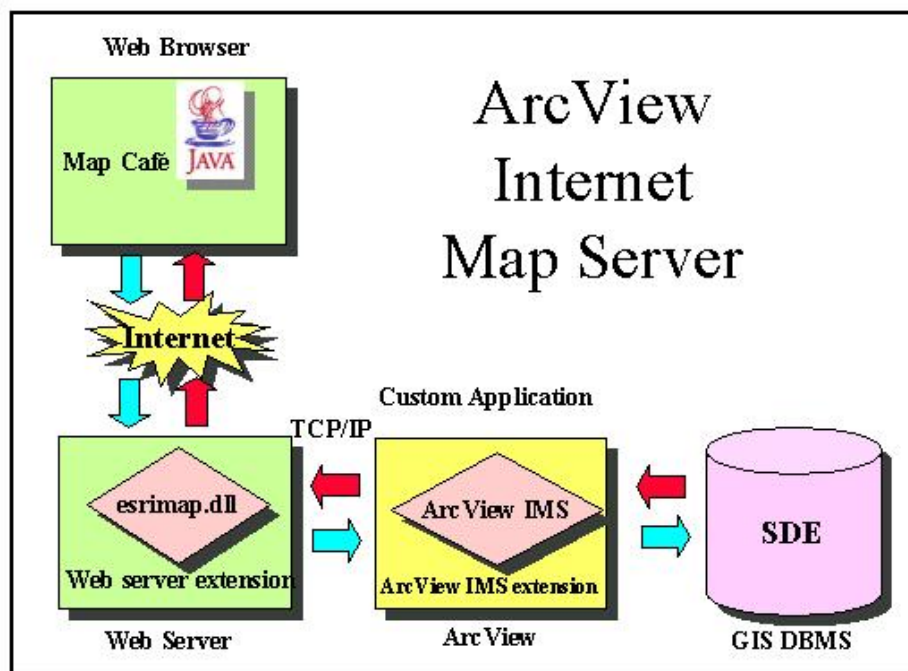 Web Browser
Map Café
JAVA
ArcView
Internet
Map Server
Internet
Custom Application
TCP/IP
esrimap.dll
Web server extension
Web Server
ArcView IMS
ArcView IMS extension
ArcView
SDE
GIS DBMS